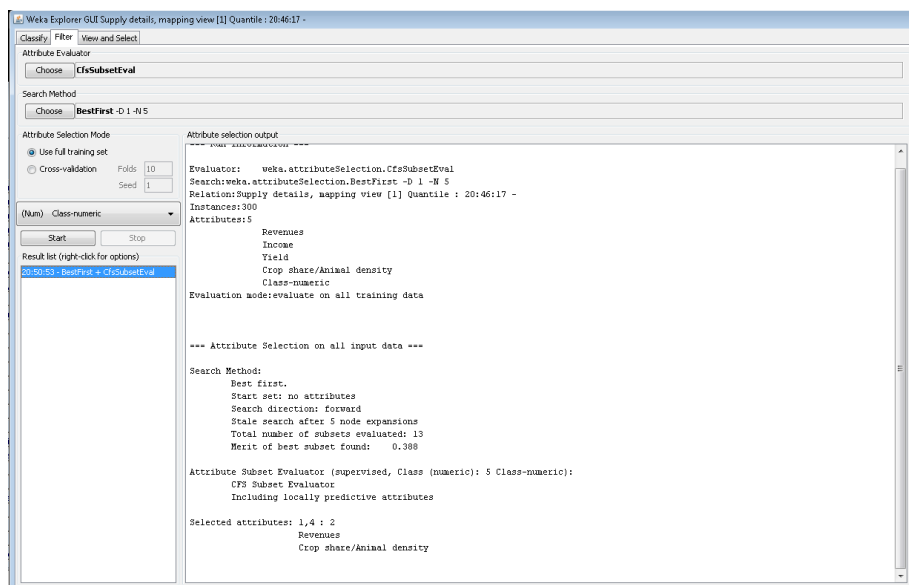 Weka Explorer GUI Supply details, mapping view [1] Quantile : 20:46:17 -
Classify Filter View and Select
Attribute Evaluator
Choose CfsSubsetEval
Search Method
Choose BestFirst -D 1 -N 5
Attribute Selection Mode
Use full training set
Cross-validation Folds 10
Seed 1
(Num) Class-numeric
Start Stop
Result list (right-click for options)
20:50:53 - BestFirst + CfsSubsetEval
Attribute selection output
=== Run information ===
Evaluator: weka.attributeSelection.CfsSubsetEval
Search:weka.attributeSelection.BestFirst -D 1 -N 5
Relation:Supply details, mapping view [1] Quantile : 20:46:17 -
Instances:300
Attributes:5
Revenues
Income
Yield
Crop share/Animal density
Class-numeric
Evaluation mode:evaluate on all training data
=== Attribute Selection on all input data ===
Search Method:
Best first.
Start set: no attributes
Search direction: forward
Stale search after 5 node expansions
Total number of subsets evaluated: 13
Merit of best subset found: 0.388
Attribute Subset Evaluator (supervised, Class (numeric): 5 Class-numeric):
CFS Subset Evaluator
Including locally predictive attributes
Selected attributes: 1,4 : 2
Revenues
Crop share/Animal density